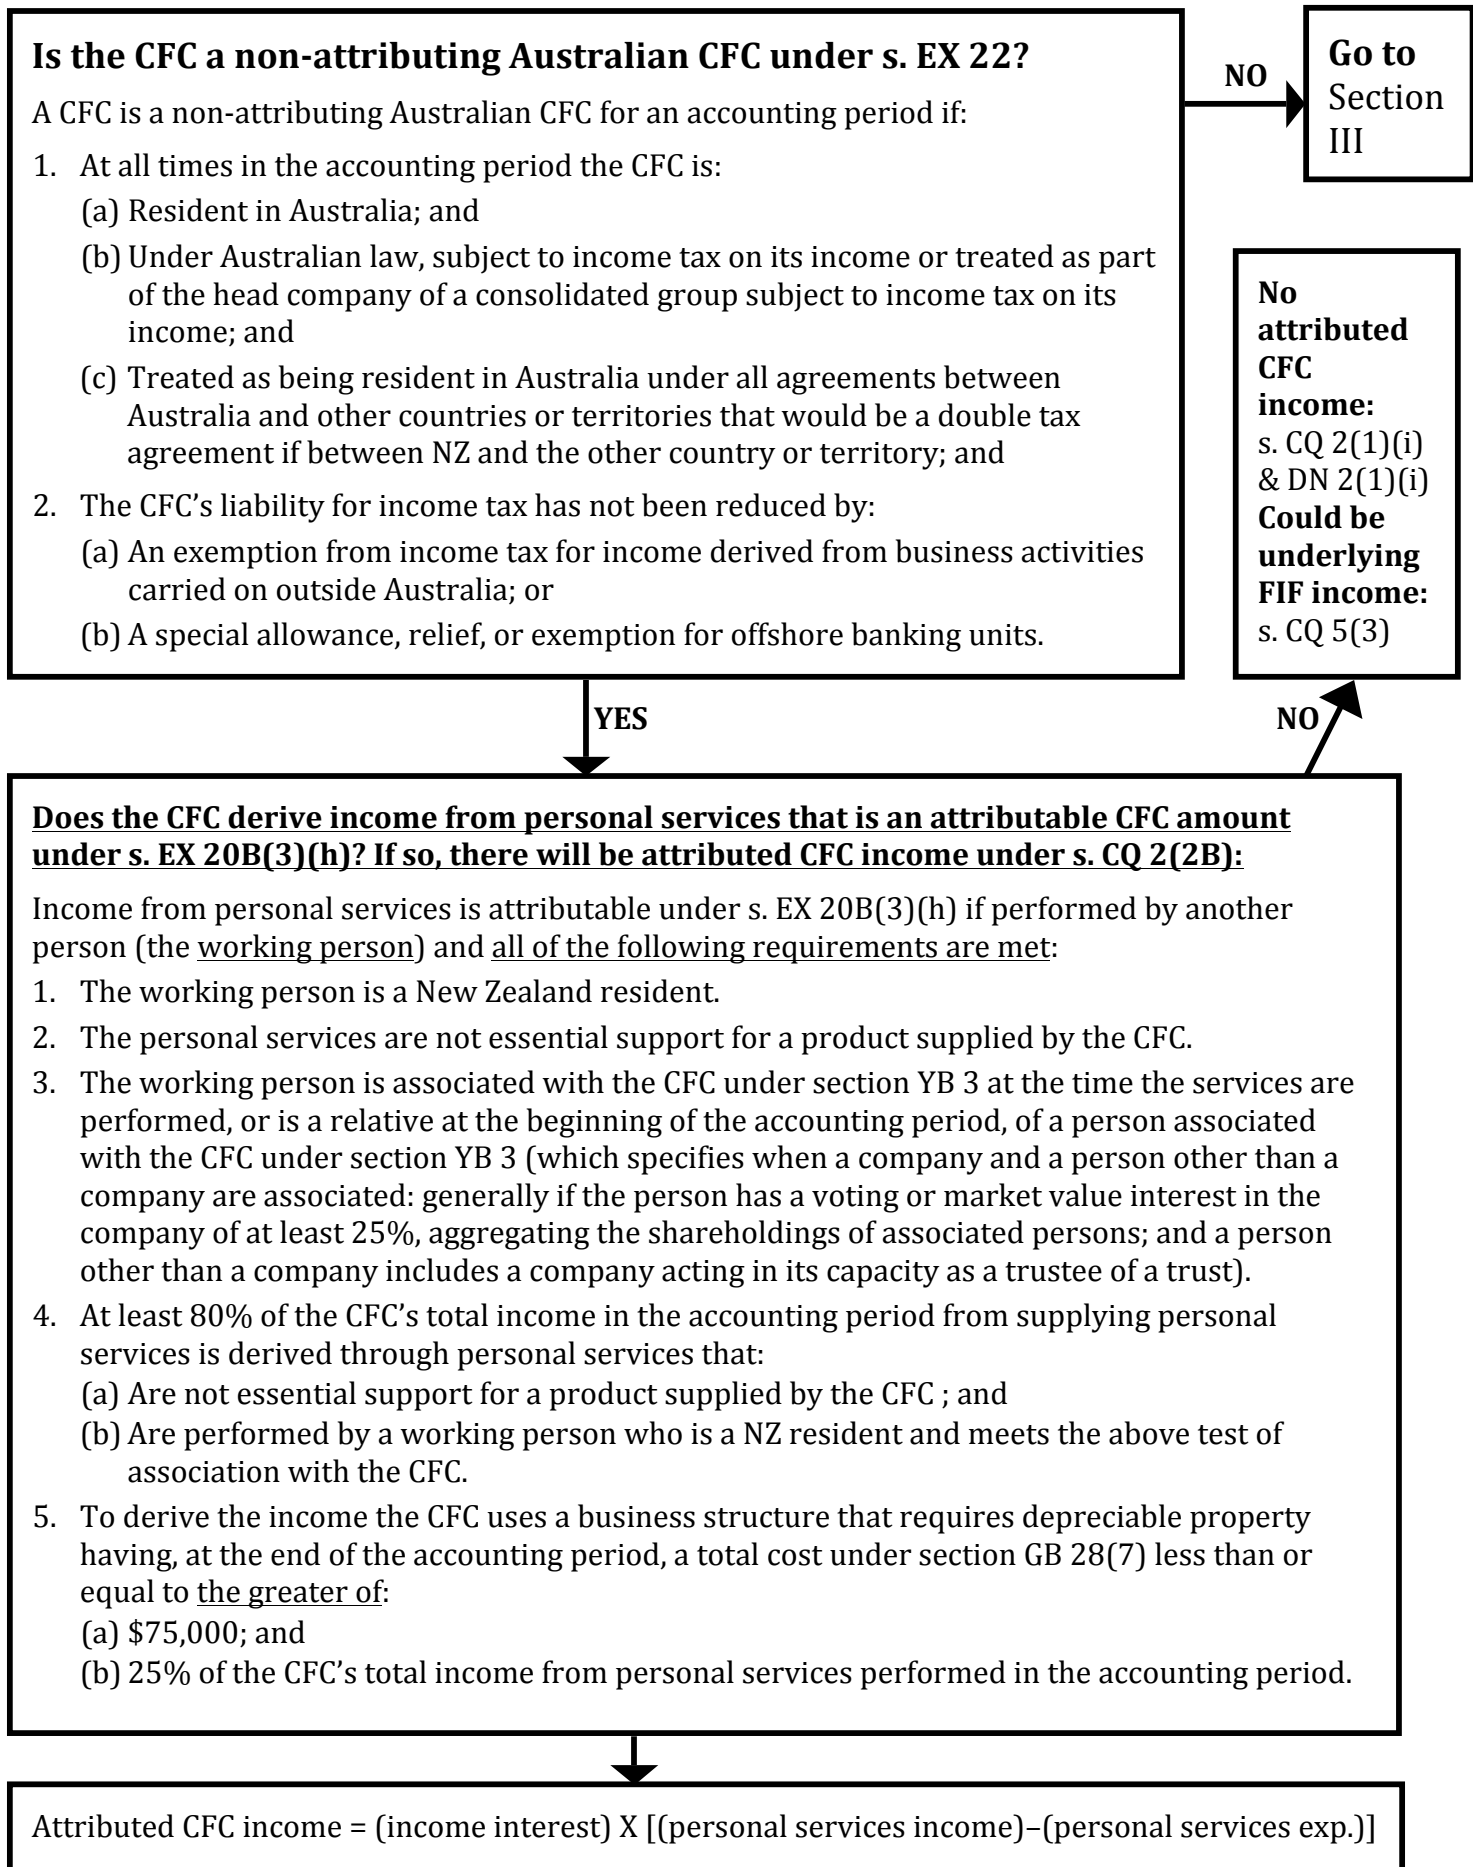 Is the CFC a non-attributing Australian CFC under s. EX 22?
A CFC is a non-attributing Australian CFC for an accounting period if:
1. At all times in the accounting period the CFC is:
(a) Resident in Australia; and
(b) Under Australian law, subject to income tax on its income or treated as part
of the head company of a consolidated group subject to income tax on its
income; and
(c) Treated as being resident in Australia under all agreements between
Australia and other countries or territories that would be a double tax
agreement if between NZ and the other country or territory; and
2. The CFC’s liability for income tax has not been reduced by:
(a) An exemption from income tax for income derived from business activities
carried on outside Australia; or
(b) A special allowance, relief, or exemption for offshore banking units.
NO
Go to
Section
III
No
attributed
CFC
income:
s. CQ 2(1)(i)
& DN 2(1)(i)
Could be
underlying
FIF income:
s. CQ 5(3)
YES
NO
Does the CFC derive income from personal services that is an attributable CFC amount
under s. EX 20B(3)(h)? If so, there will be attributed CFC income under s. CQ 2(2B):
Income from personal services is attributable under s. EX 20B(3)(h) if performed by another
person (the working person) and all of the following requirements are met:
1. The working person is a New Zealand resident.
2. The personal services are not essential support for a product supplied by the CFC.
3. The working person is associated with the CFC under section YB 3 at the time the services are
performed, or is a relative at the beginning of the accounting period, of a person associated
with the CFC under section YB 3 (which specifies when a company and a person other than a
company are associated: generally if the person has a voting or market value interest in the
company of at least 25%, aggregating the shareholdings of associated persons; and a person
other than a company includes a company acting in its capacity as a trustee of a trust).
4. At least 80% of the CFC’s total income in the accounting period from supplying personal
services is derived through personal services that:
(a) Are not essential support for a product supplied by the CFC ; and
(b) Are performed by a working person who is a NZ resident and meets the above test of
association with the CFC.
5. To derive the income the CFC uses a business structure that requires depreciable property
having, at the end of the accounting period, a total cost under section GB 28(7) less than or
equal to the greater of:
(a) $75,000; and
(b) 25% of the CFC’s total income from personal services performed in the accounting period.
Attributed CFC income = (income interest) X [(personal services income)–(personal services exp.)]